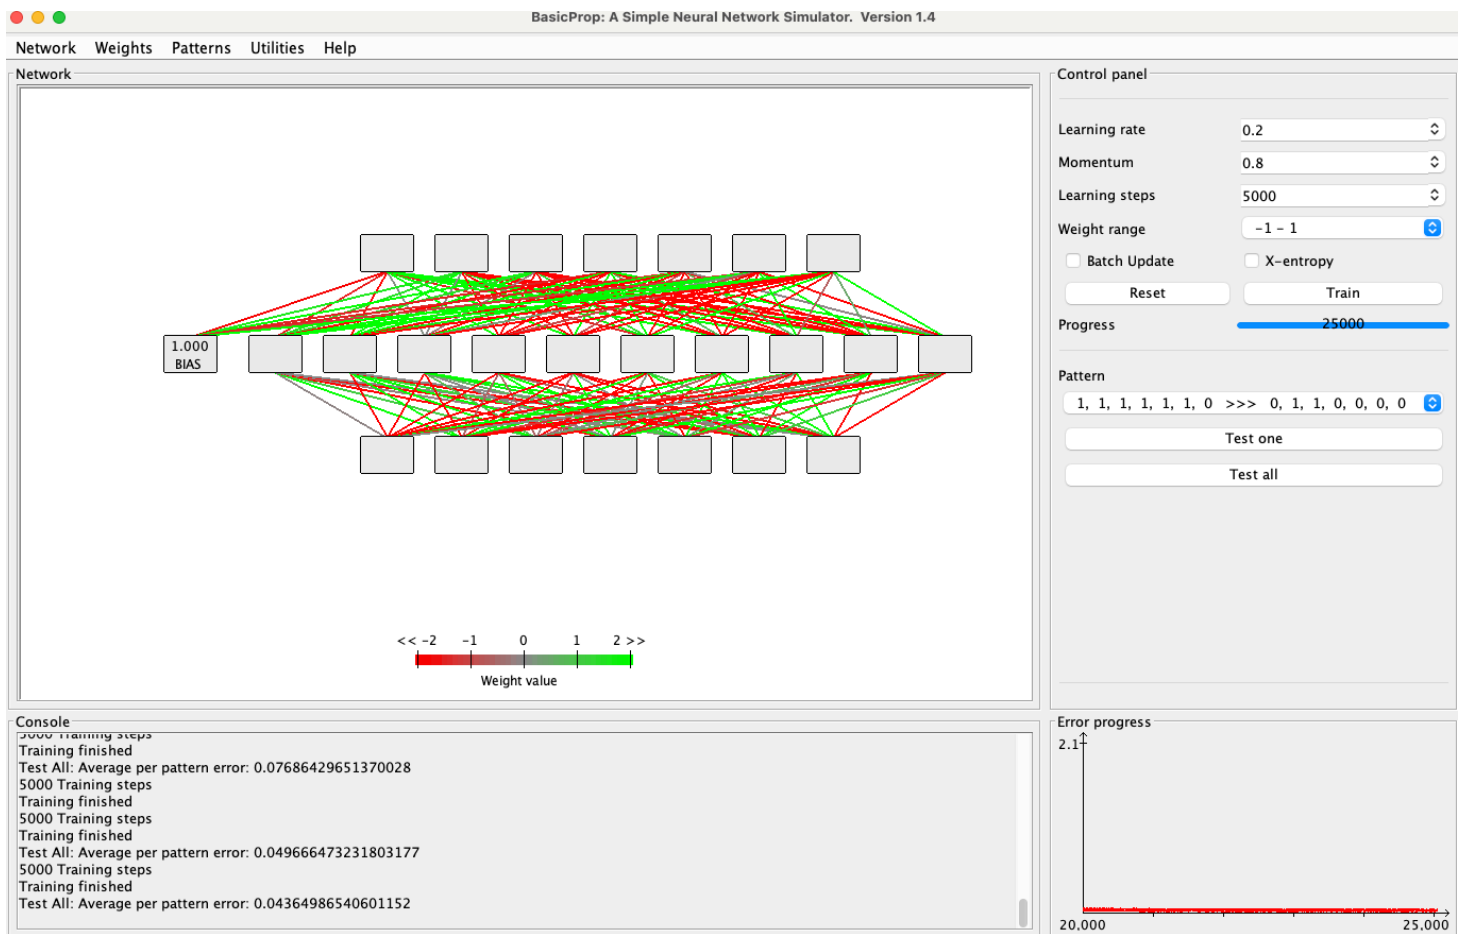 BasicProp: A Simple Neural Network Simulator.  Version 1.4
Network Weights Patterns Utilities Help
Network
1.000
BIAS
<< -2 -1 0 1 2 >>
Weight value
Control panel
Learning rate 0.2
Momentum 0.8
Learning steps 5000
Weight range -1 - 1
Batch Update X-entropy
Reset Train
Progress 25000
Pattern
1, 1, 1, 1, 1, 1, 0 >>> 0, 1, 1, 0, 0, 0, 0
Test one
Test all
Console
5000 Training steps
Training finished
Test All: Average per pattern error: 0.07686429651370028
5000 Training steps
Training finished
5000 Training steps
Training finished
Test All: Average per pattern error: 0.049666473231803177
5000 Training steps
Training finished
Test All: Average per pattern error: 0.04364986540601152
Error progress
2.1
20,000 25,000